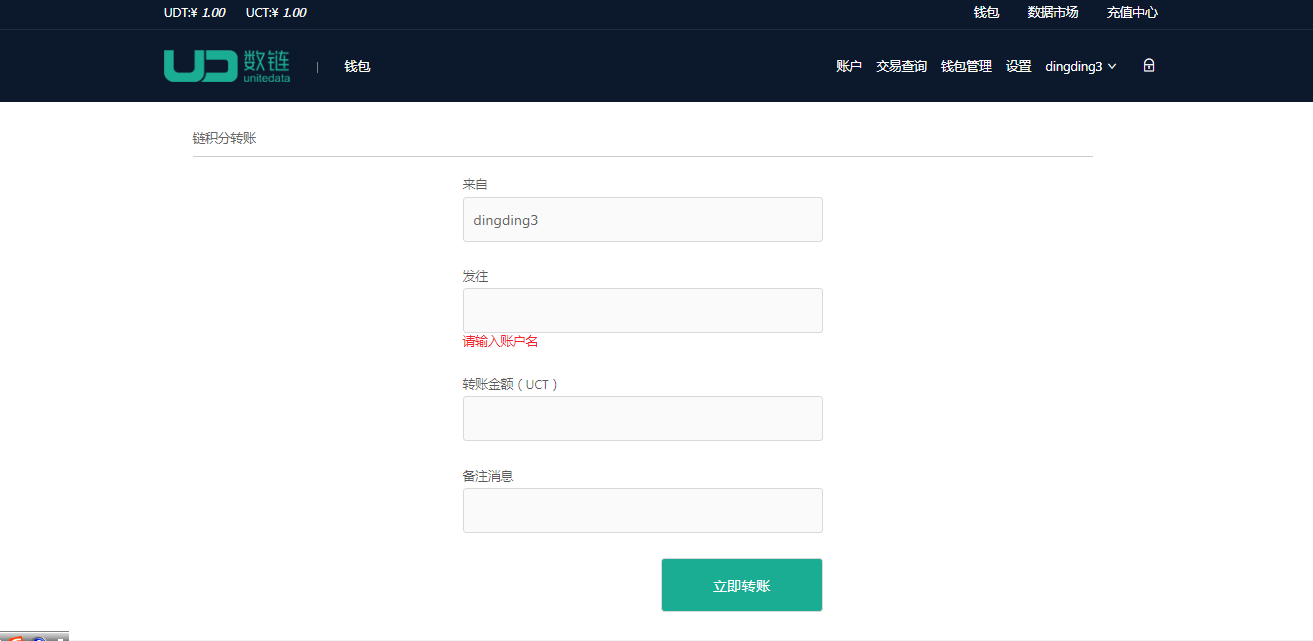 UDT:¥ 1.00 UCT:¥ 1.00 钱包 数据市场 充值中心
UD 数链 unitedata | 钱包 账户 交易查询 钱包管理 设置 dingding3
链积分转账
来自
dingding3
发往
请输入账户名
转账金额（UCT）
备注消息
立即转账